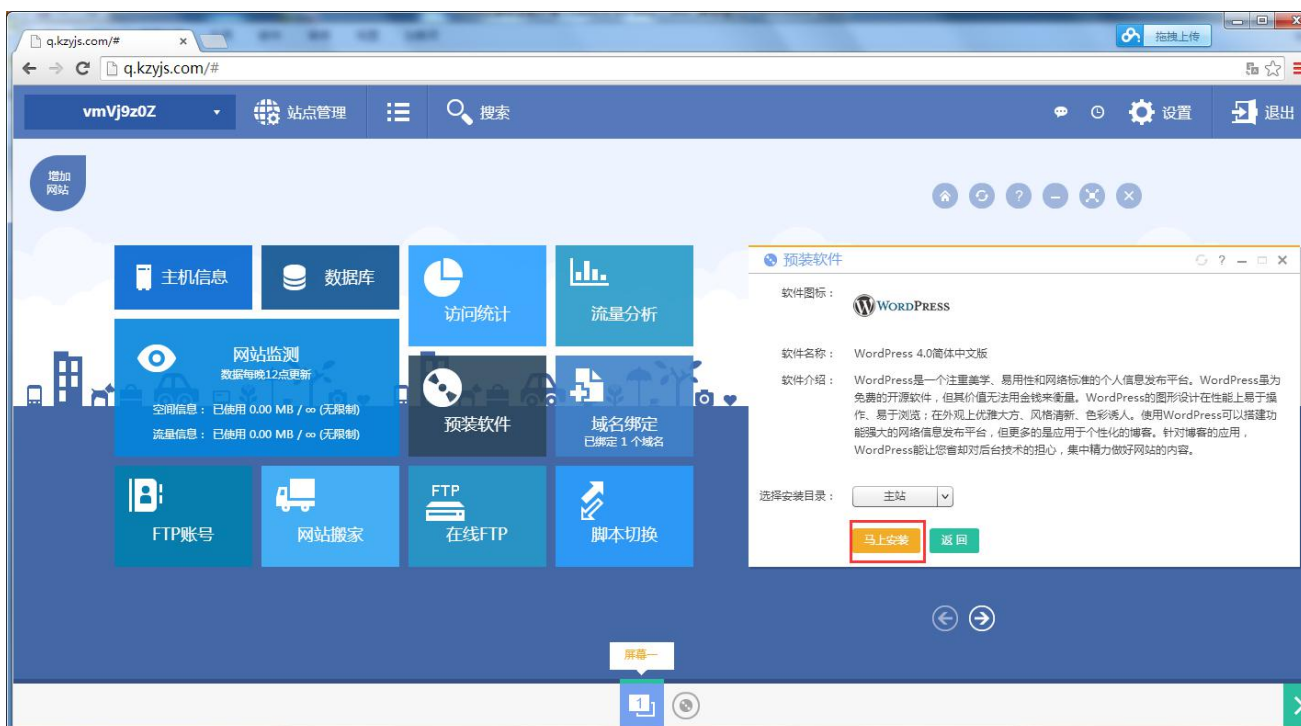 q.kzyjs.com/#
拖拽上传
q.kzyjs.com/#
vmVj9z0Z
站点管理
搜索
设置
退出
增加
网站
主机信息
数据库
访问统计
流量分析
网站监测
数据每晚12点更新
空间信息： 已使用 0.00 MB / ∞ (无限制)
流量信息： 已使用 0.00 MB / ∞ (无限制)
预装软件
域名绑定
已绑定 1 个域名
FTP账号
网站搬家
FTP
在线FTP
脚本切换
预装软件
软件图标：
WORDPRESS
软件名称： WordPress 4.0简体中文版
软件介绍： WordPress是一个注重美学、易用性和网络标准的个人信息发布平台。WordPress虽为
免费的开源软件，但其价值无法用金钱来衡量。WordPress的图形设计在性能上易于操
作、易于浏览；在外观上优雅大方、风格清新、色彩诱人。使用WordPress可以搭建功
能强大的网络信息发布平台，但更多的是应用于个性化的博客。针对博客的应用，
WordPress能让您省却对后台技术的担心，集中精力做好网站的内容。
选择安装目录： 主站
马上安装 返回
屏幕一
1